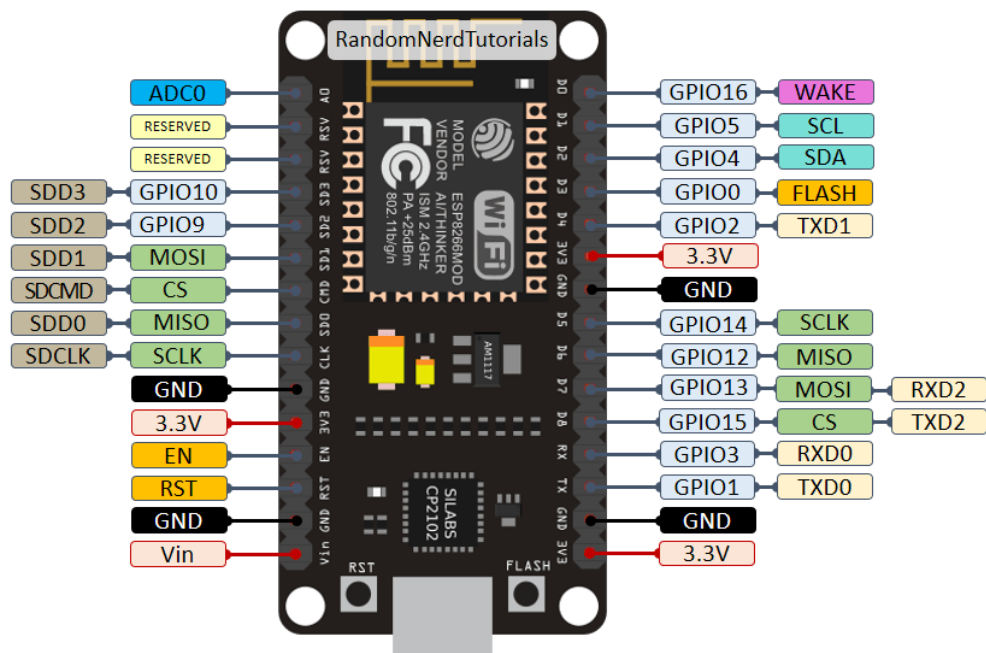 RandomNerdTutorials
ADC0
RESERVED
RESERVED
SDD3 GPIO10
SDD2 GPIO9
SDD1 MOSI
SDCMD CS
SDD0 MISO
SDCLK SCLK
GND
3.3V
EN
RST
GND
Vin
A0
RSV
RSV
SD3
SD2
SD1
CMD
SD0
CLK
GND
3V3
EN
RST
GND
Vin
MODEL
VENDOR
ESP8266MOD
AI/THINKER
ISM 2.4GHz
PA +25dBm
802.11b/g/n
FC
WiFi
AM1117
SILABS
CP2102
RST
FLASH
D0
D1
D2
D3
D4
3V3
GND
D5
D6
D7
D8
RX
TX
GND
3V3
GPIO16 WAKE
GPIO5 SCL
GPIO4 SDA
GPIO0 FLASH
GPIO2 TXD1
3.3V
GND
GPIO14 SCLK
GPIO12 MISO
GPIO13 MOSI RXD2
GPIO15 CS TXD2
GPIO3 RXD0
GPIO1 TXD0
GND
3.3V